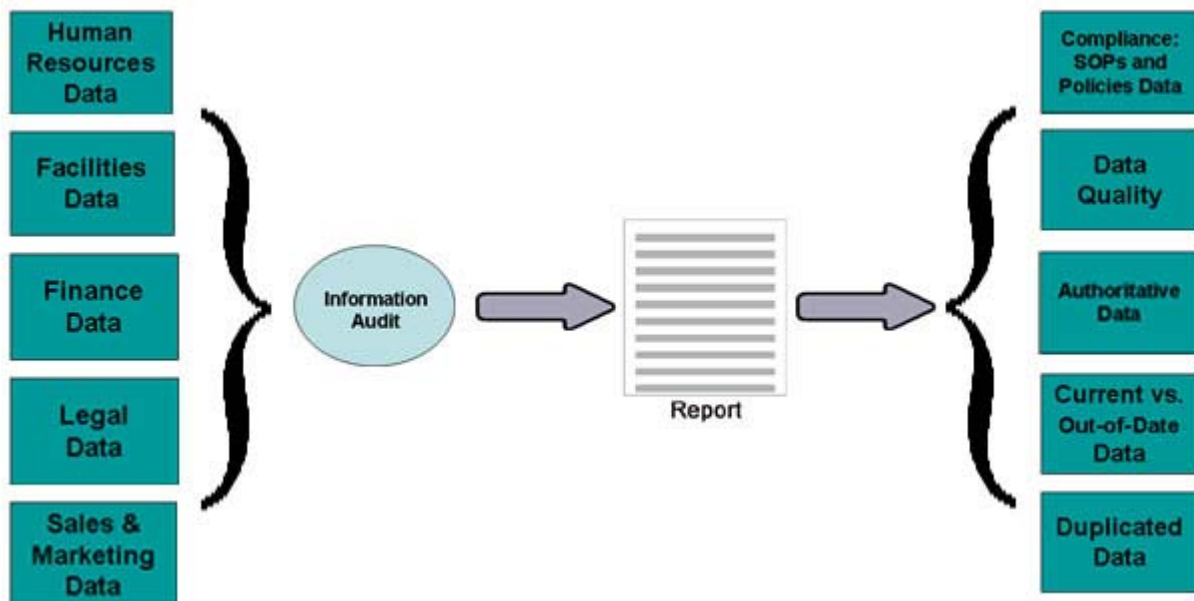 Human
Resources
Data
Facilities
Data
Finance
Data
Legal
Data
Sales &
Marketing
Data
Information
Audit
Report
Compliance:
SOPs and
Policies Data
Data
Quality
Authoritative
Data
Current vs.
Out-of-Date
Data
Duplicated
Data